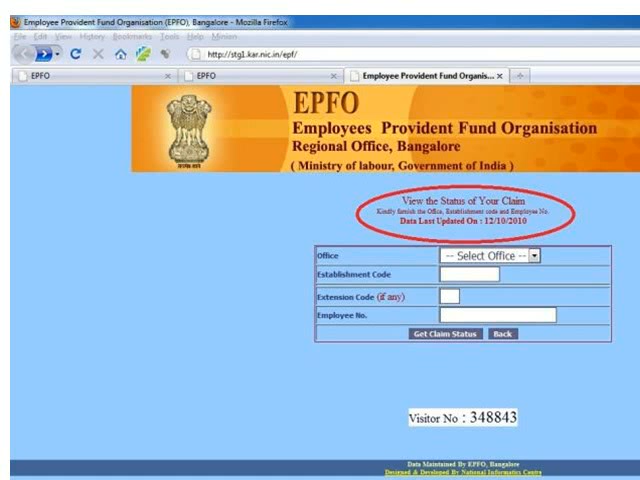 Employee Provident Fund Organisation (EPFO), Bangalore - Mozilla Firefox
File Edit View History Bookmarks Tools Help
http://stg1.kar.nic.in/epf/
EPFO × EPFO × Employee Provident Fund Organis... ×
EPFO
Employees Provident Fund Organisation
Regional Office, Bangalore
( Ministry of labour, Government of India )
View the Status of Your Claim
Kindly furnish the Office, Establishment code and Employee No.
Data Last Updated On : 12/10/2010
Office -- Select Office --
Establishment Code
Extension Code (if any)
Employee No.
Get Claim Status Back
Visitor No : 348843
Data Maintained By EPFO, Bangalore
Designed & Developed By National Informatics Centre